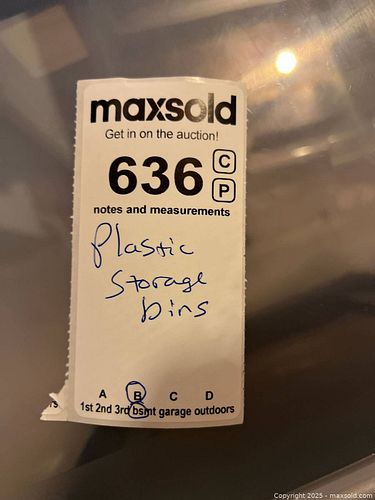 maxsold
Get in on the auction!
636 C
P
notes and measurements
Plastic
Storage
bins
A B C D
1st 2nd 3rd bsmt garage outdoors
Copyright 2025 - maxsold.com